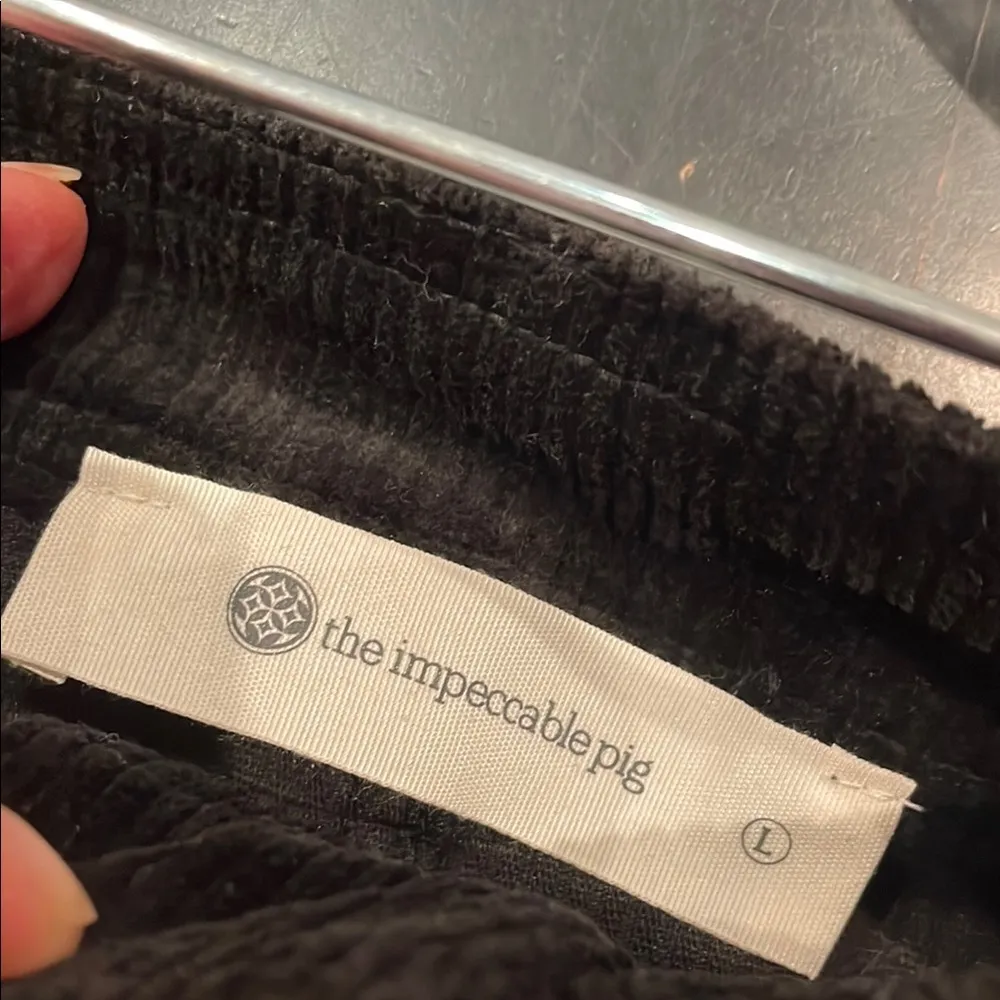 the impeccable pig
L